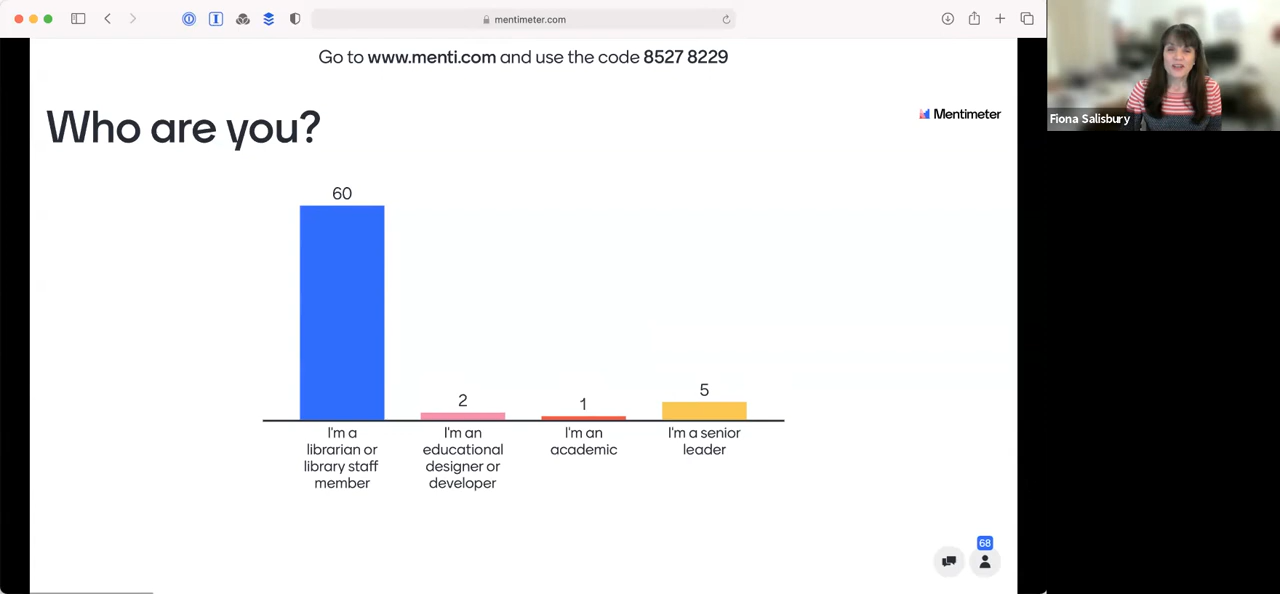 mentimeter.com
Go to www.menti.com and use the code 8527 8229
Who are you?
Mentimeter
Fiona Salisbury
60
2
1
5
I'm a
librarian or
library staff
member
I'm an
educational
designer or
developer
I'm an
academic
I'm a senior
leader
68